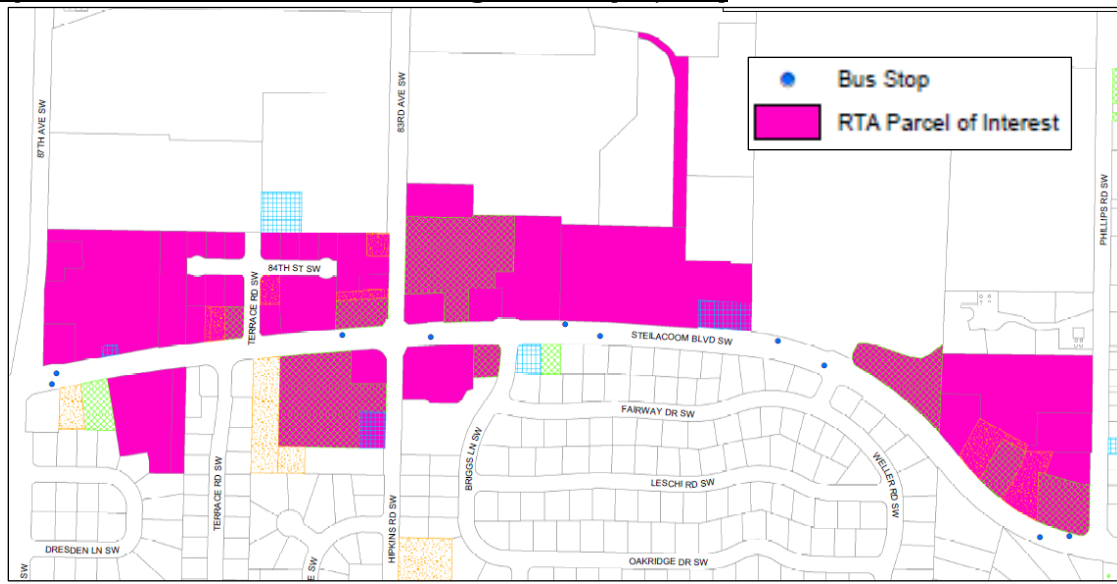 Bus Stop
RTA Parcel of Interest
87TH AVE SW
83RD AVE SW
PHILLIPS RD SW
84TH ST SW
TERRACE RD SW
STEILACOOM BLVD SW
FAIRWAY DR SW
BRIGGS LN SW
WELLER RD SW
LESCHI RD SW
TERRACE RD SW
HIPKINS RD SW
DRESDEN LN SW
OAKRIDGE DR SW
SW
E SW